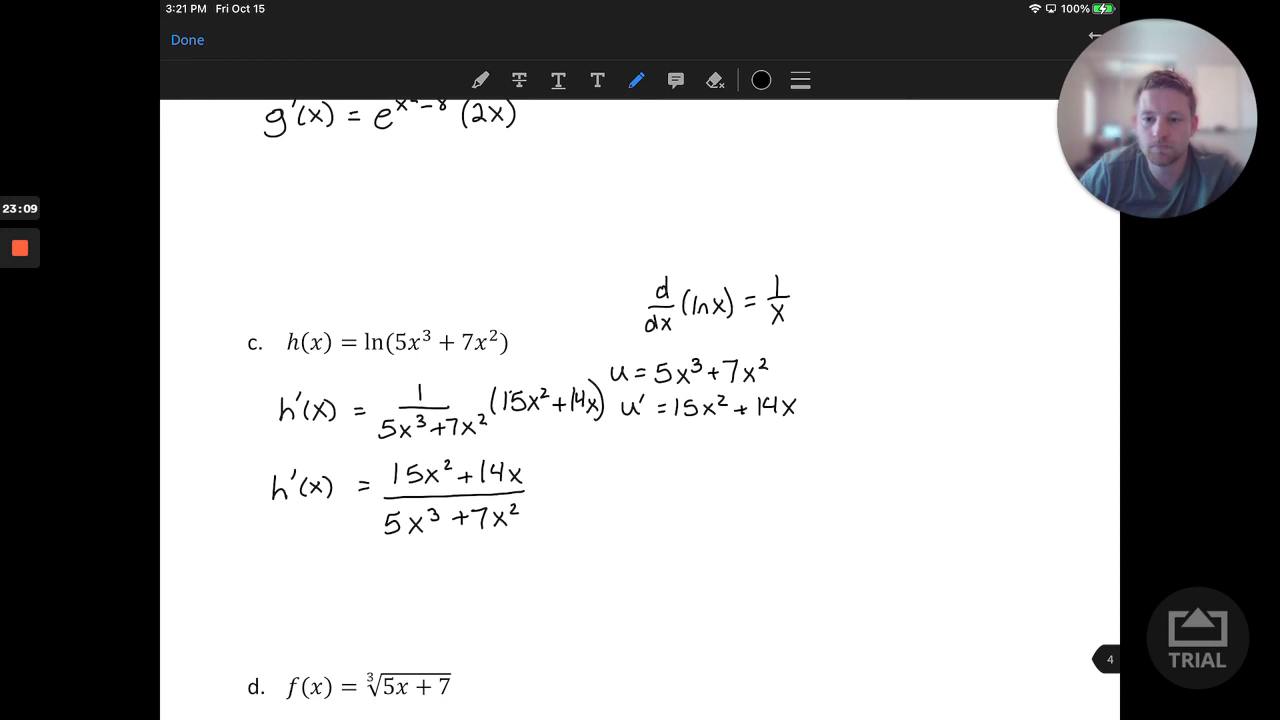 3:21 PM Fri Oct 15
100%
Done
g'(x) = e^(x²-8) (2x)
23:09
d/dx (ln x) = 1/x
c. h(x) = ln(5x³ + 7x²)
u = 5x³ + 7x²
h'(x) = 1/(5x³ + 7x²) (15x² + 14x)
u' = 15x² + 14x
h'(x) = (15x² + 14x)/(5x³ + 7x²)
4
TRIAL
d. f(x) = ∛(5x + 7)